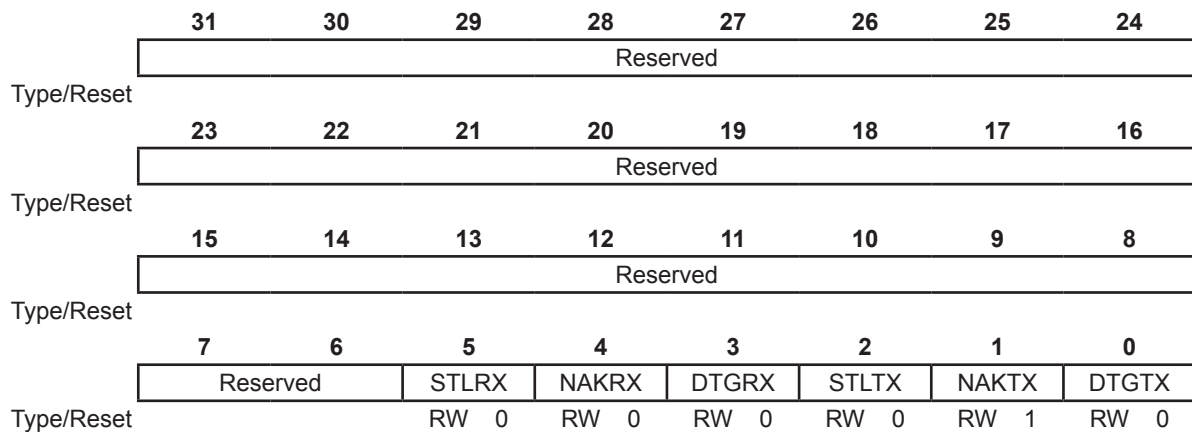 31 30 29 28 27 26 25 24
Reserved
Type/Reset
23 22 21 20 19 18 17 16
Reserved
Type/Reset
15 14 13 12 11 10 9 8
Reserved
Type/Reset
7 6 5 4 3 2 1 0
Reserved STLRX NAKRX DTGRX STLTX NAKTX DTGTX
Type/Reset RW 0 RW 0 RW 0 RW 0 RW 1 RW 0